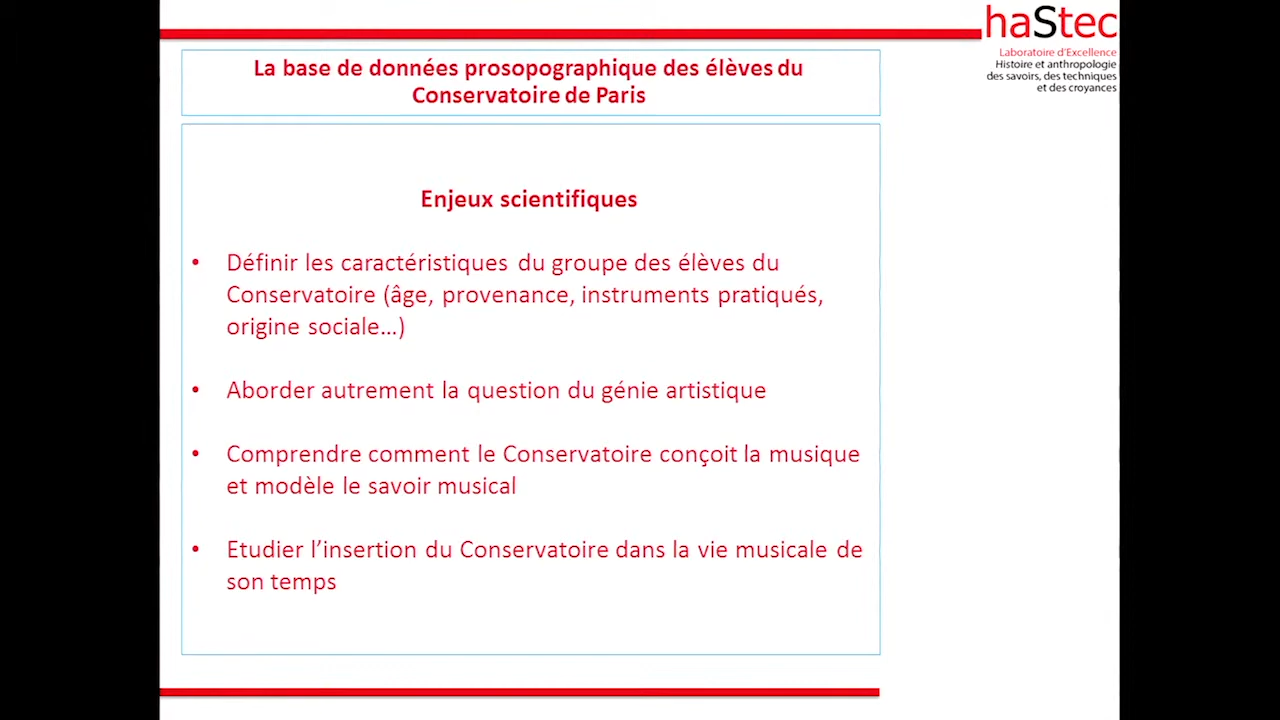 haStec
Laboratoire d'Excellence
Histoire et anthropologie
des savoirs, des techniques
et des croyances
La base de données prosopographique des élèves du
Conservatoire de Paris
Enjeux scientifiques
• Définir les caractéristiques du groupe des élèves du
Conservatoire (âge, provenance, instruments pratiqués,
origine sociale…)
• Aborder autrement la question du génie artistique
• Comprendre comment le Conservatoire conçoit la musique
et modèle le savoir musical
• Etudier l’insertion du Conservatoire dans la vie musicale de
son temps